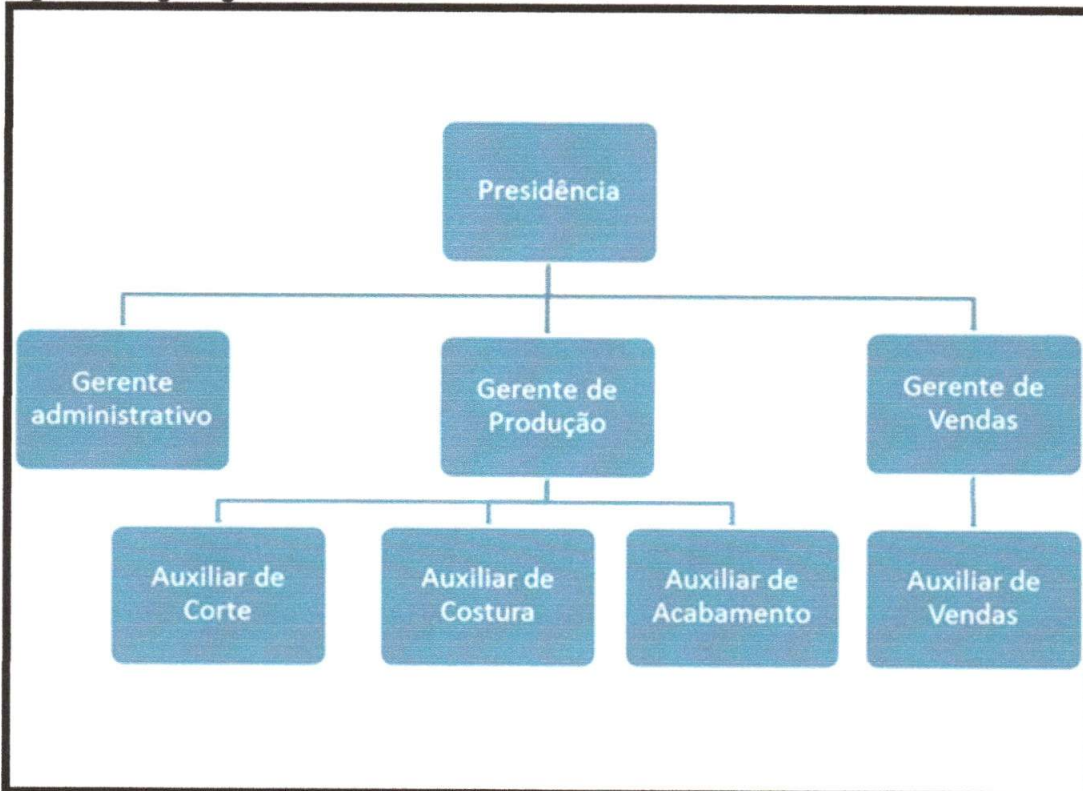 Presidência
Gerente
administrativo
Gerente de
Produção
Gerente de
Vendas
Auxiliar de
Corte
Auxiliar de
Costura
Auxiliar de
Acabamento
Auxiliar de
Vendas